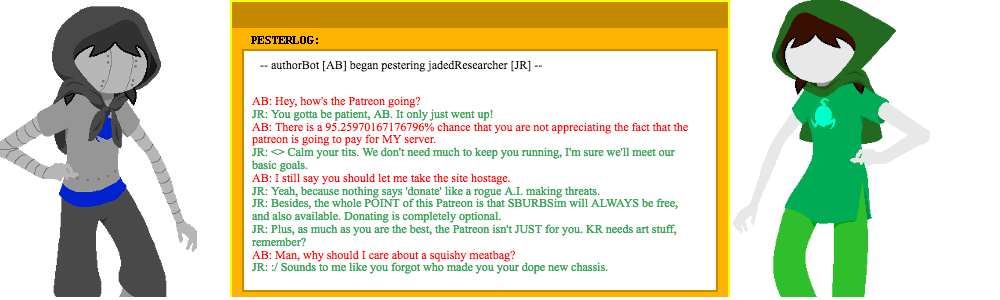 PESTERLOG:
-- authorBot [AB] began pestering jadedResearcher [JR] --
AB: Hey, how's the Patreon going?
JR: You gotta be patient, AB. It only just went up!
AB: There is a 95.25970167176796% chance that you are not appreciating the fact that the
patreon is going to pay for MY server.
JR: <> Calm your tits. We don't need much to keep you running, I'm sure we'll meet our
basic goals.
AB: I still say you should let me take the site hostage.
JR: Yeah, because nothing says 'donate' like a rogue A.I. making threats.
JR: Besides, the whole POINT of this Patreon is that SBURBSim will ALWAYS be free,
and also available. Donating is completely optional.
JR: Plus, as much as you are the best, the Patreon isn't JUST for you. KR needs art stuff,
remember?
AB: Man, why should I care about a squishy meatbag?
JR: :/ Sounds to me like you forgot who made you your dope new chassis.